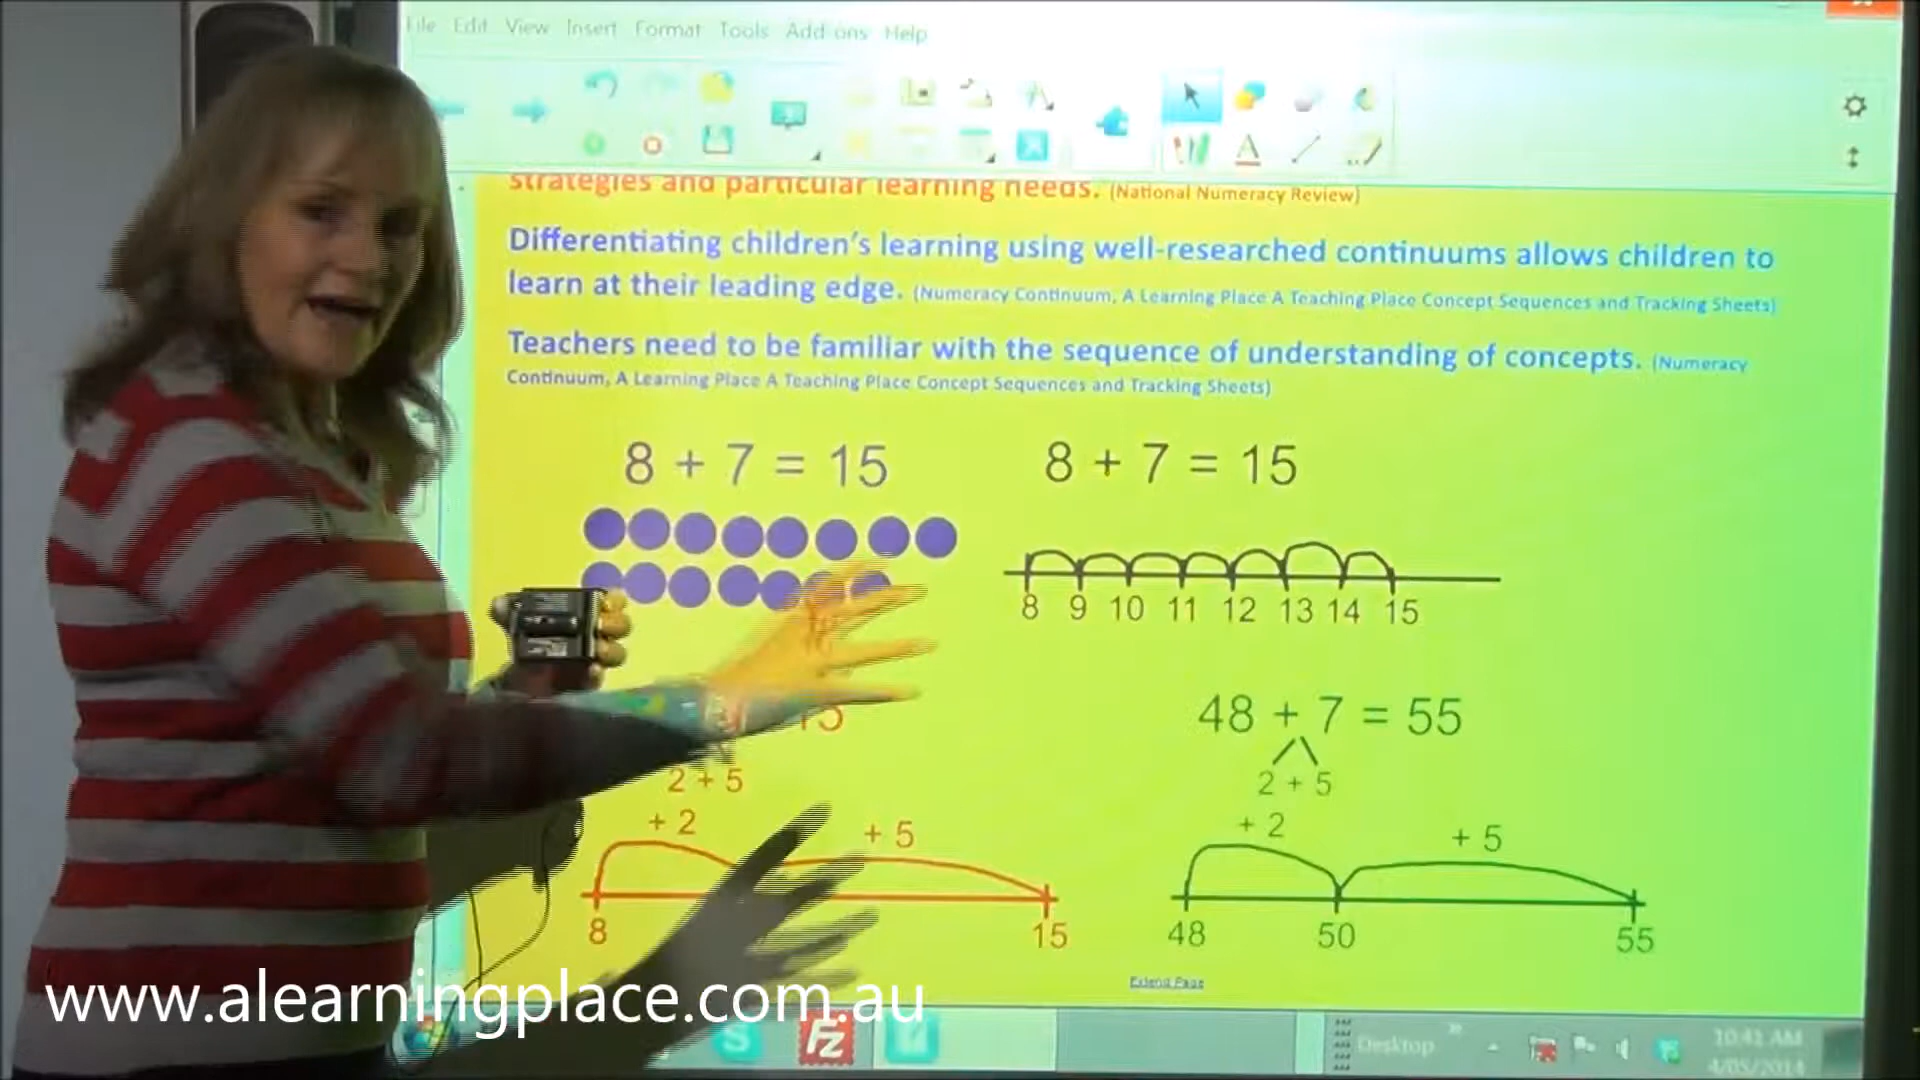 File Edit View Insert Format Tools Add-ons Help
strategies and particular learning needs. (National Numeracy Review)
Differentiating children's learning using well-researched continuums allows children to
learn at their leading edge. (Numeracy Continuum, A Learning Place A Teaching Place Concept Sequences and Tracking Sheets)
Teachers need to be familiar with the sequence of understanding of concepts. (Numeracy
Continuum, A Learning Place A Teaching Place Concept Sequences and Tracking Sheets)
8 + 7 = 15
8 + 7 = 15
8 9 10 11 12 13 14 15
15
2 + 5
+ 2
+ 5
8 15
48 + 7 = 55
2 + 5
+ 2
+ 5
48 50 55
Extend Page
www.alearningplace.com.au
S FZ
Desktop
10:41 AM
4/05/2014